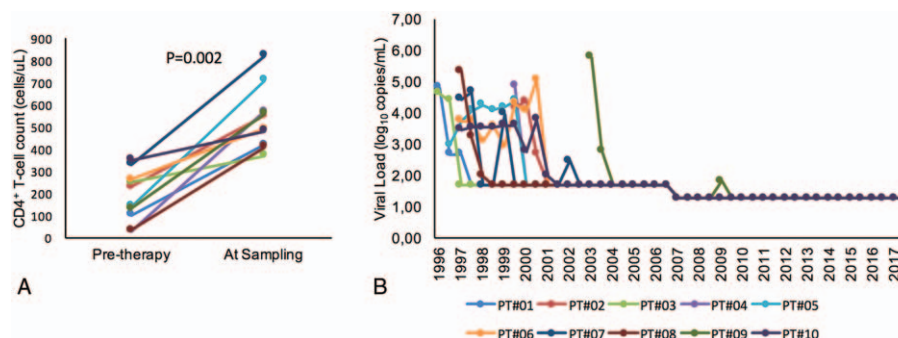 CD4⁺ T-cell count (cells/uL)
900
800
700
600
500
400
300
200
100
0
P=0.002
Pre-therapy At Sampling
A
Viral Load (log₁₀ copies/mL)
7,00
6,00
5,00
4,00
3,00
2,00
1,00
0,00
1996 1997 1998 1999 2000 2001 2002 2003 2004 2005 2006 2007 2008 2009 2010 2011 2012 2013 2014 2015 2016 2017
B
PT#01 PT#02 PT#03 PT#04 PT#05
PT#06 PT#07 PT#08 PT#09 PT#10